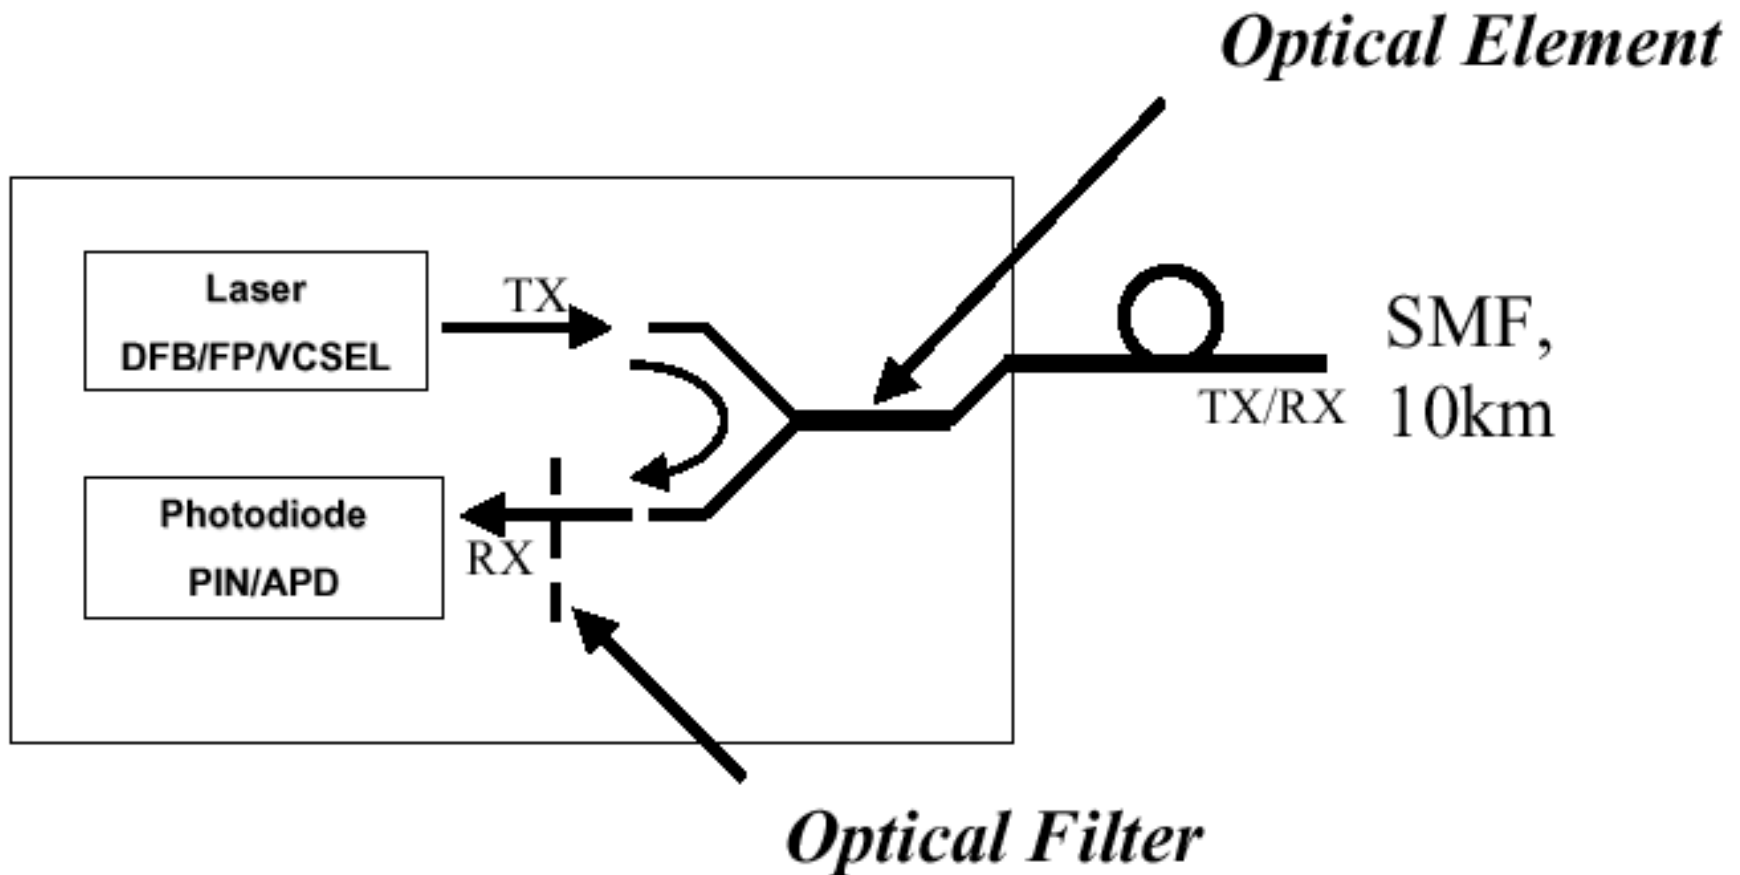 Optical Element
Laser
DFB/FP/VCSEL
TX
SMF,
10km
TX/RX
Photodiode
PIN/APD
RX
Optical Filter